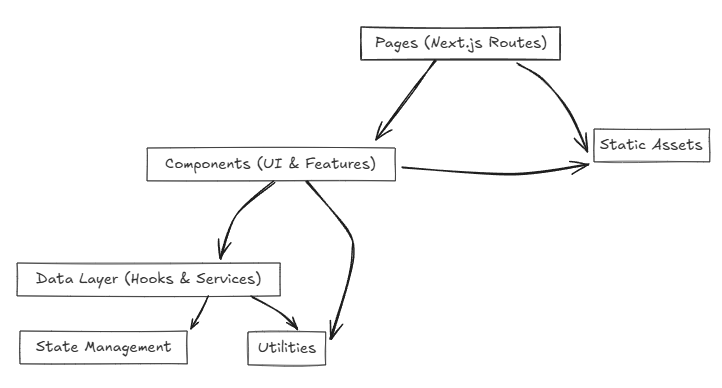 Pages (Next.js Routes)
Static Assets
Components (UI & Features)
Data Layer (Hooks & Services)
State Management
Utilities